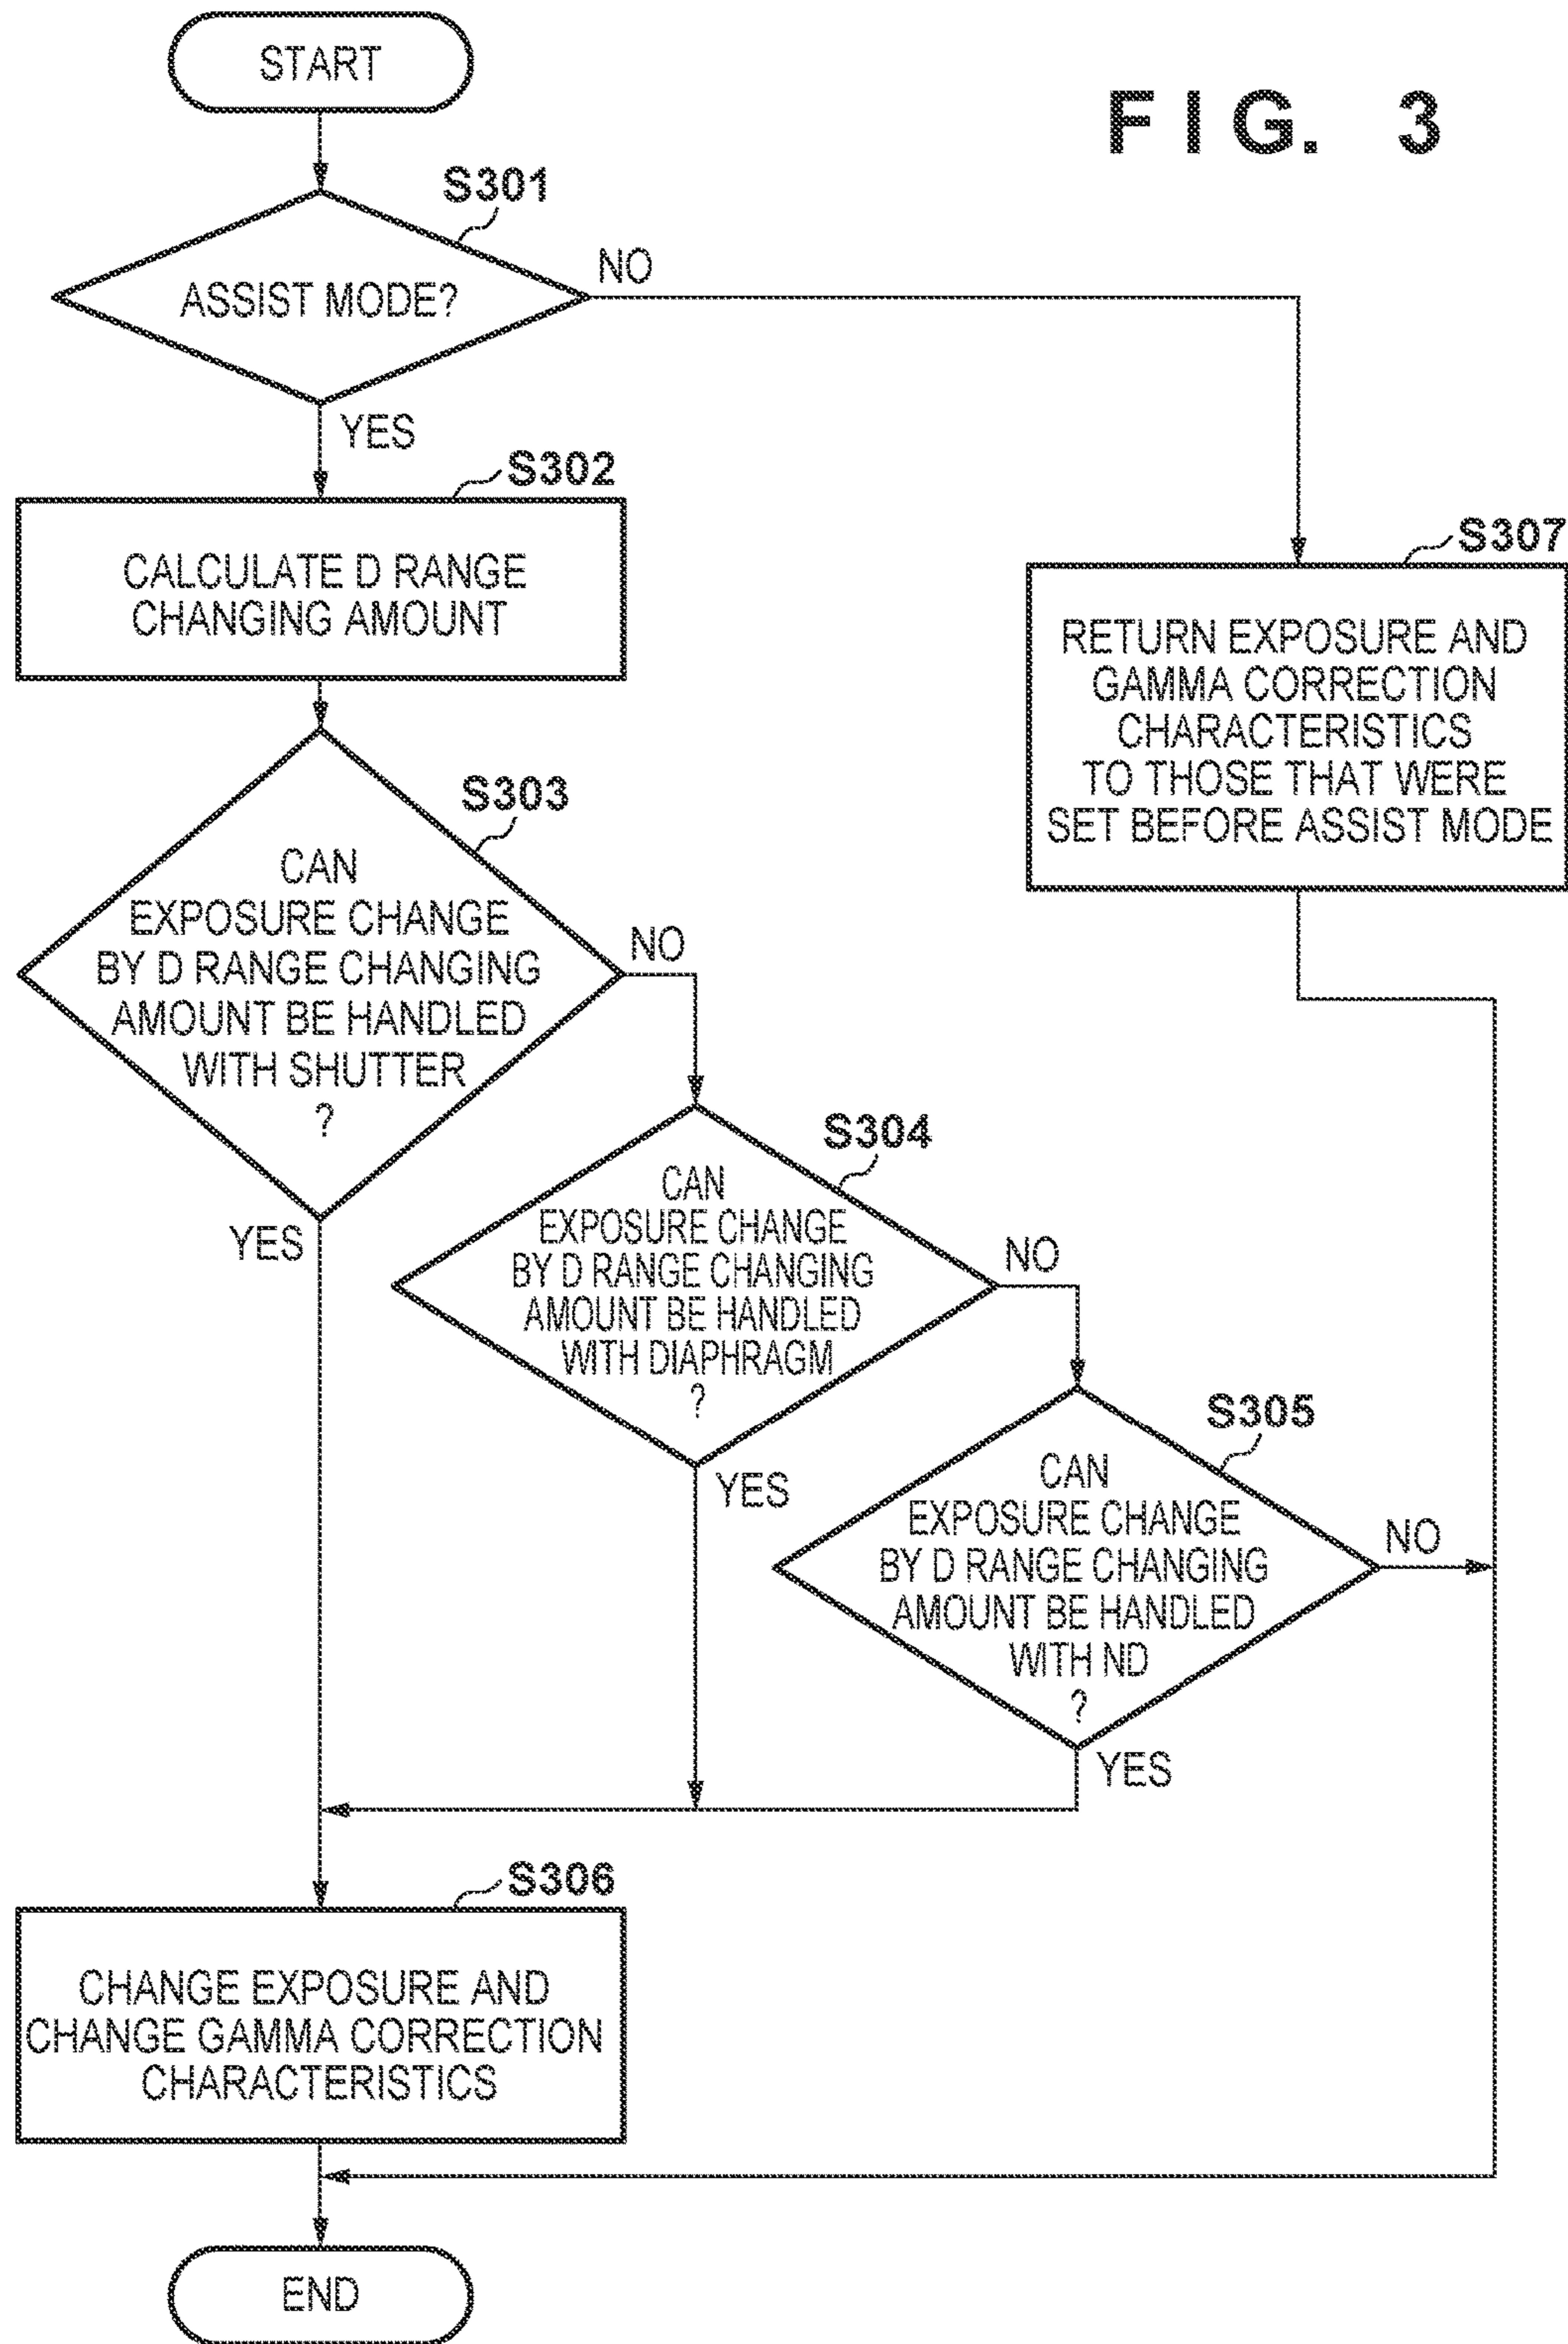 START
FIG. 3
S301
ASSIST MODE?
NO
YES
S302
CALCULATE D RANGE
CHANGING AMOUNT
S307
RETURN EXPOSURE AND
GAMMA CORRECTION
CHARACTERISTICS
TO THOSE THAT WERE
SET BEFORE ASSIST MODE
S303
CAN
EXPOSURE CHANGE
BY D RANGE CHANGING
AMOUNT BE HANDLED
WITH SHUTTER
?
NO
YES
S304
CAN
EXPOSURE CHANGE
BY D RANGE CHANGING
AMOUNT BE HANDLED
WITH DIAPHRAGM
?
NO
YES
S305
CAN
EXPOSURE CHANGE
BY D RANGE CHANGING
AMOUNT BE HANDLED
WITH ND
?
NO
YES
S306
CHANGE EXPOSURE AND
CHANGE GAMMA CORRECTION
CHARACTERISTICS
END